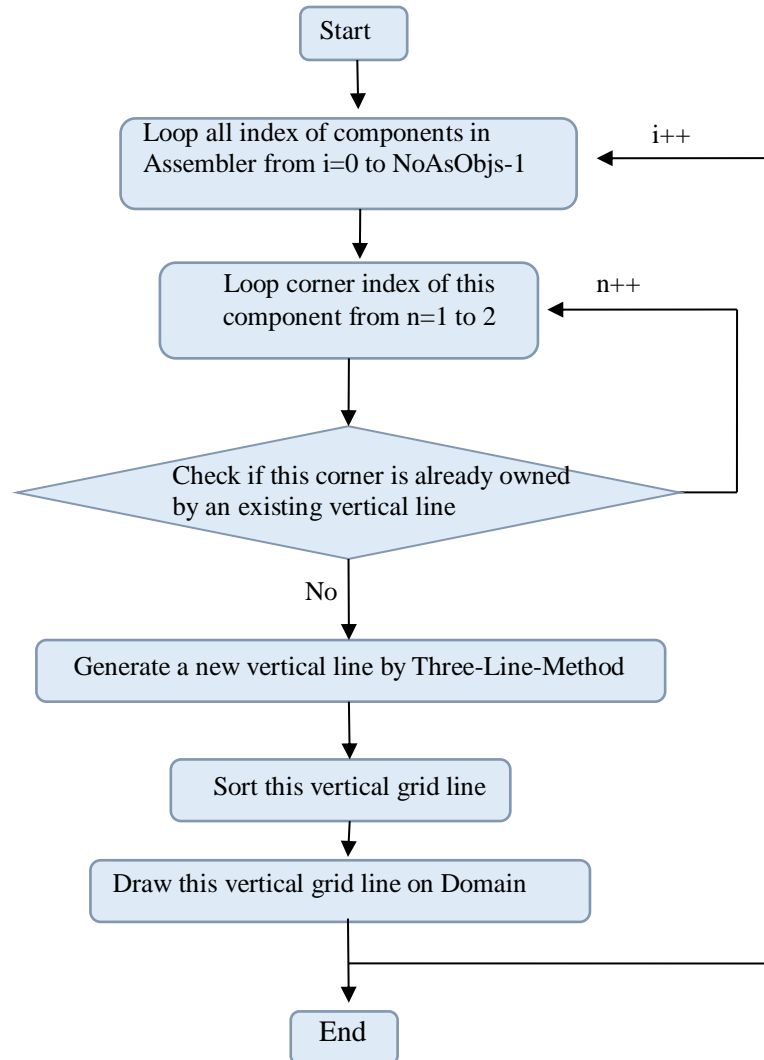 Start
Loop all index of components in
Assembler from i=0 to NoAsObjs-1
i++
Loop corner index of this
component from n=1 to 2
n++
Check if this corner is already owned
by an existing vertical line
No
Generate a new vertical line by Three-Line-Method
Sort this vertical grid line
Draw this vertical grid line on Domain
End